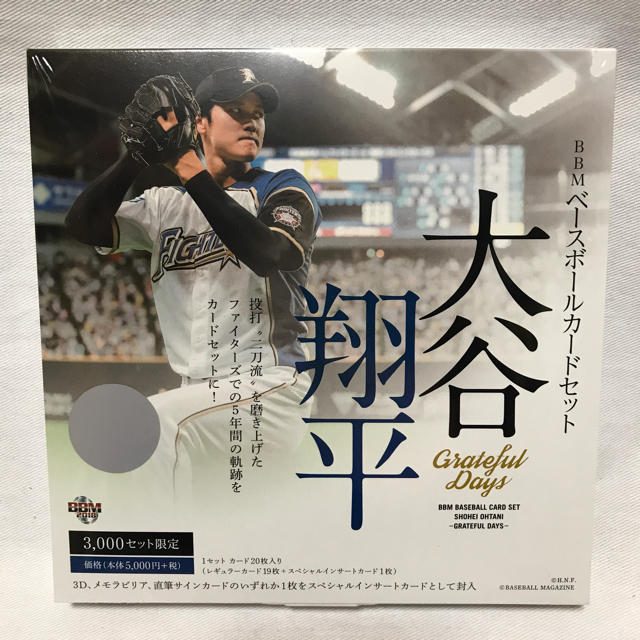 BBMベースボールカードセット
大谷
翔平
Grateful
Days
BBM BASEBALL CARD SET
SHOHEI OHTANI
-GRATEFUL DAYS-
投打〝二刀流〟を磨き上げた
ファイターズでの5年間の軌跡を
カードセットに!
FIGHTERS
BBM
2018
3,000セット限定
価格(本体5,000円+税)
1セット カード20枚入り
(レギュラーカード19枚+スペシャルインサートカード1枚)
3D、メモラビリア、直筆サインカードのいずれか1枚をスペシャルインサートカードとして封入
©H.N.F.
©BASEBALL MAGAZINE